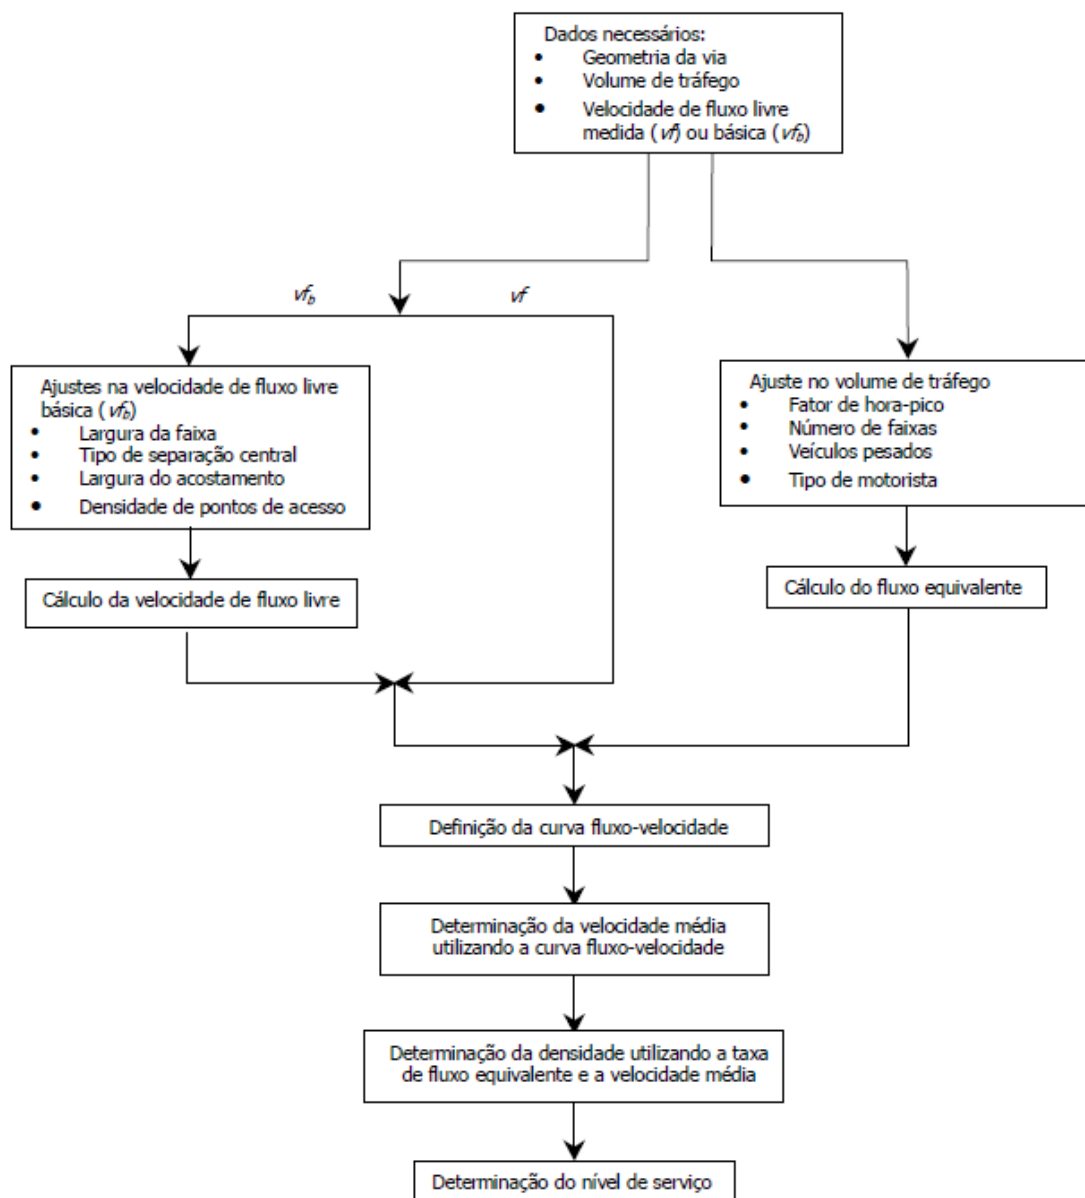 Dados necessários:
• Geometria da via
• Volume de tráfego
• Velocidade de fluxo livre
medida (vf) ou básica (vfb)
vfb
vf
Ajustes na velocidade de fluxo livre
básica (vfb)
• Largura da faixa
• Tipo de separação central
• Largura do acostamento
• Densidade de pontos de acesso
Ajuste no volume de tráfego
• Fator de hora-pico
• Número de faixas
• Veículos pesados
• Tipo de motorista
Cálculo da velocidade de fluxo livre
Cálculo do fluxo equivalente
Definição da curva fluxo-velocidade
Determinação da velocidade média
utilizando a curva fluxo-velocidade
Determinação da densidade utilizando a taxa
de fluxo equivalente e a velocidade média
Determinação do nível de serviço